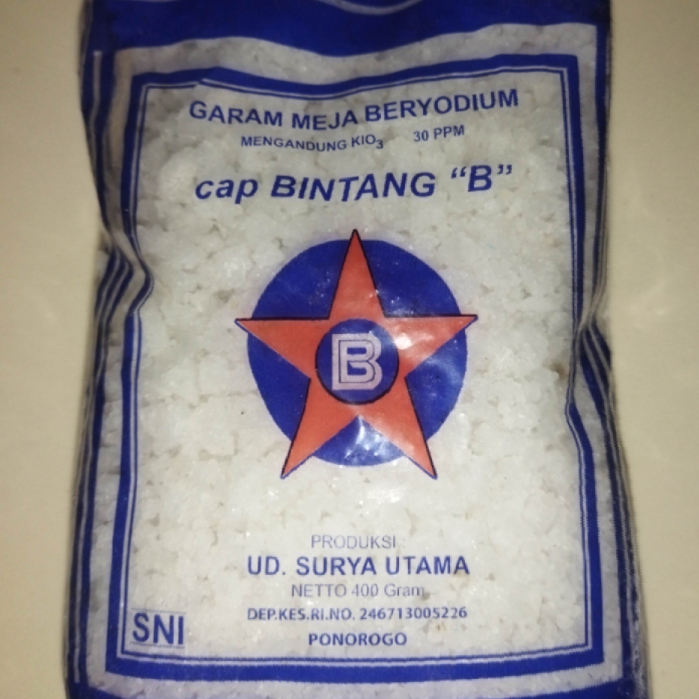 GARAM MEJA BERYODIUM
MENGANDUNG KIO3 30 PPM
cap BINTANG “B”
B
PRODUKSI :
UD. SURYA UTAMA
NETTO 400 Gram
DEP.KES.RI.NO. 246713005226
SNI
PONOROGO